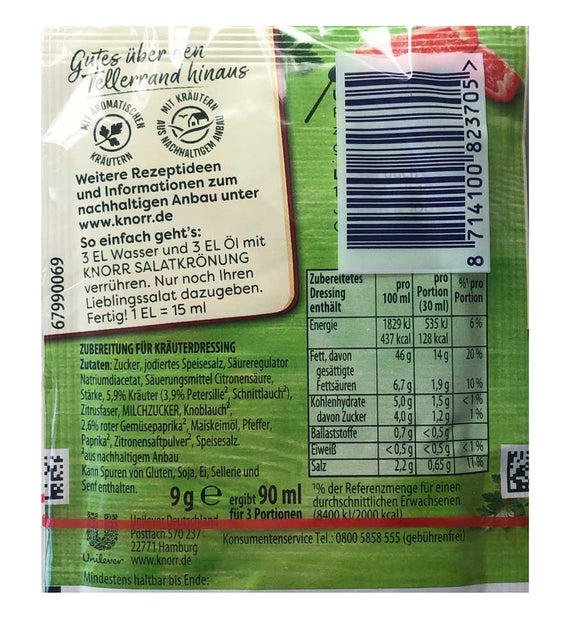 Gutes über den
Tellerrand hinaus
MIT AROMATISCHEN
KRÄUTERN
MIT KRÄUTERN
AUS NACHHALTIGEM ANBAU
Weitere Rezeptideen
und Informationen zum
nachhaltigen Anbau unter
www.knorr.de
So einfach geht's:
3 EL Wasser und 3 EL Öl mit
KNORR SALATKRÖNUNG
verrühren. Nur noch Ihren
Lieblingssalat dazugeben.
Fertig! 1 EL = 15 ml
67990069
8 714100 823705 >
Zubereitetes Dressing enthält pro 100 ml pro Portion (30 ml) %¹ pro Portion
Energie 1829 kJ 535 kJ 6%
437 kcal 128 kcal
Fett, davon 46 g 14 g 20%
gesättigte
Fettsäuren 6,7 g 1,9 g 10%
Kohlenhydrate 5,0 g 1,5 g <1%
davon Zucker 4,0 g 1,2 g 1%
Ballaststoffe 0,7 g <0,5 g
Eiweiß <0,5 g <0,5 g <1%
Salz 2,2 g 0,65 g 11%
¹% der Referenzmenge für einen
durchschnittlichen Erwachsenen
(8400 kJ/2000 kcal)
ZUBEREITUNG FÜR KRÄUTERDRESSING
Zutaten: Zucker, jodiertes Speisesalz, Säureregulator
Natriumdiacetat, Säuerungsmittel Citronensäure,
Stärke, 5,9% Kräuter (3,9% Petersilie², Schnittlauch²),
Zitrusfaser, MILCHZUCKER, Knoblauch²,
2,6% roter Gemüsepaprika², Maiskeimöl, Pfeffer,
Paprika², Zitronensaftpulver², Speisesalz.
²aus nachhaltigem Anbau
Kann Spuren von Gluten, Soja, Ei, Sellerie und
Senf enthalten.
9 g ℮ ergibt 90 ml
für 3 Portionen
Unilever Deutschland
Postfach 570 237
22771 Hamburg
www.knorr.de
Unilever
Konsumentenservice Tel.: 0800 5858 555 (gebührenfrei)
Mindestens haltbar bis Ende: